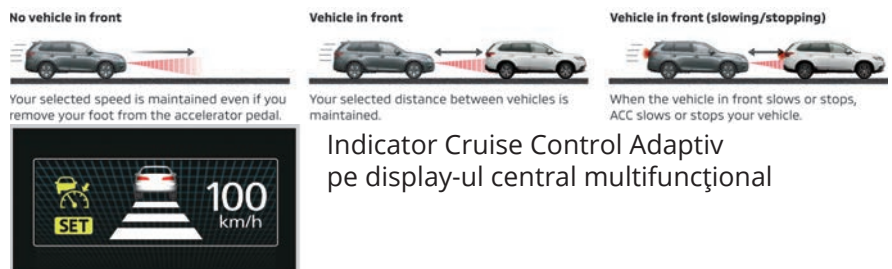 No vehicle in front
Your selected speed is maintained even if you
remove your foot from the accelerator pedal.
Vehicle in front
Your selected distance between vehicles is
maintained.
Vehicle in front (slowing/stopping)
When the vehicle in front slows or stops,
ACC slows or stops your vehicle.
SET
100
km/h
Indicator Cruise Control Adaptiv
pe display-ul central multifuncţional